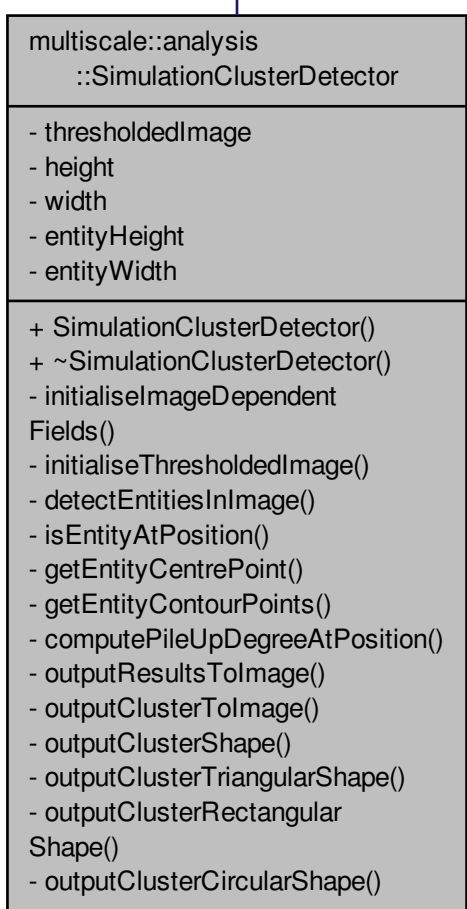 multiscale::analysis
::SimulationClusterDetector
- thresholdedImage
- height
- width
- entityHeight
- entityWidth
+ SimulationClusterDetector()
+ ~SimulationClusterDetector()
- initialiseImageDependent
Fields()
- initialiseThresholdedImage()
- detectEntitiesInImage()
- isEntityAtPosition()
- getEntityCentrePoint()
- getEntityContourPoints()
- computePileUpDegreeAtPosition()
- outputResultsToImage()
- outputClusterToImage()
- outputClusterShape()
- outputClusterTriangularShape()
- outputClusterRectangular
Shape()
- outputClusterCircularShape()